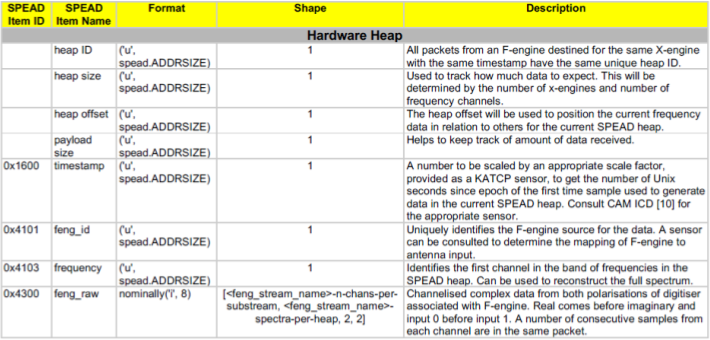 SPEAD Item ID SPEAD Item Name Format Shape Description
Hardware Heap
heap ID ('u', spead.ADDRSIZE) 1 All packets from an F-engine destined for the same X-engine with the same timestamp have the same unique heap ID.
heap size ('u', spead.ADDRSIZE) 1 Used to track how much data to expect. This will be determined by the number of x-engines and number of frequency channels.
heap offset ('u', spead.ADDRSIZE) 1 The heap offset will be used to position the current frequency data in relation to others for the current SPEAD heap.
payload size ('u', spead.ADDRSIZE) 1 Helps to keep track of amount of data received.
0x1600 timestamp ('u', spead.ADDRSIZE) 1 A number to be scaled by an appropriate scale factor, provided as a KATCP sensor, to get the number of Unix seconds since epoch of the first time sample used to generate data in the current SPEAD heap. Consult CAM ICD [10] for the appropriate sensor.
0x4101 feng_id ('u', spead.ADDRSIZE) 1 Uniquely identifies the F-engine source for the data. A sensor can be consulted to determine the mapping of F-engine to antenna input.
0x4103 frequency ('u', spead.ADDRSIZE) 1 Identifies the first channel in the band of frequencies in the SPEAD heap. Can be used to reconstruct the full spectrum.
0x4300 feng_raw nominally('i', 8) [<feng_stream_name>-n-chans-per-substream, <feng_stream_name>-spectra-per-heap, 2, 2] Channelised complex data from both polarisations of digitiser associated with F-engine. Real comes before imaginary and input 0 before input 1. A number of consecutive samples from each channel are in the same packet.